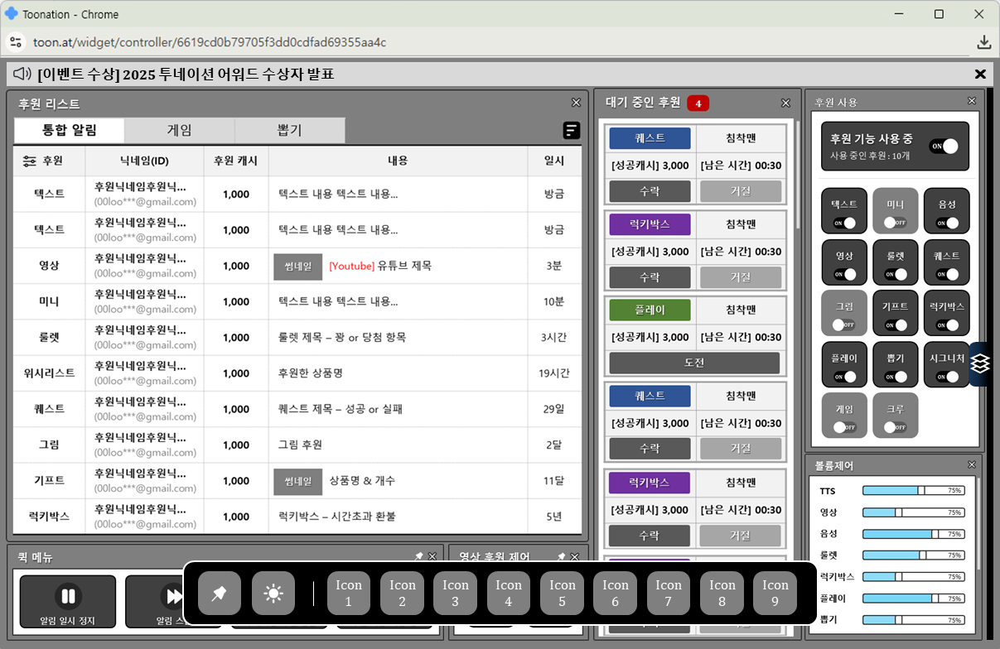 Toonation - Chrome
toon.at/widget/controller/6619cd0b79705f3dd0cdfad69355aa4c
[이벤트 수상] 2025 투네이션 어워드 수상자 발표
후원 리스트
통합 알림 게임 뽑기
후원 닉네임(ID) 후원 캐시 내용 일시
텍스트 후원닉네임후원닉... (00loo***@gmail.com) 1,000 텍스트 내용 텍스트 내용... 방금
텍스트 후원닉네임후원닉... (00loo***@gmail.com) 1,000 텍스트 내용 텍스트 내용... 방금
영상 후원닉네임후원닉... (00loo***@gmail.com) 1,000 썸네일 [Youtube] 유튜브 제목 3분
미니 후원닉네임후원닉... (00loo***@gmail.com) 1,000 텍스트 내용 텍스트 내용... 10분
룰렛 후원닉네임후원닉... (00loo***@gmail.com) 1,000 룰렛 제목 – 꽝 or 당첨 항목 3시간
위시리스트 후원닉네임후원닉... (00loo***@gmail.com) 1,000 후원한 상품명 19시간
퀘스트 후원닉네임후원닉... (00loo***@gmail.com) 1,000 퀘스트 제목 – 성공 or 실패 29일
그림 후원닉네임후원닉... (00loo***@gmail.com) 1,000 그림 후원 2달
기프트 후원닉네임후원닉... (00loo***@gmail.com) 1,000 썸네일 상품명 & 개수 11달
럭키박스 후원닉네임후원닉... (00loo***@gmail.com) 1,000 럭키박스 – 시간초과 환불 5년
대기 중인 후원 4
퀘스트 침착맨
[성공캐시] 3,000 [남은 시간] 00:30
수락 거절
럭키박스 침착맨
[성공캐시] 3,000 [남은 시간] 00:30
수락 거절
플레이 침착맨
[성공캐시] 3,000 [남은 시간] 00:30
도전
퀘스트 침착맨
[성공캐시] 3,000 [남은 시간] 00:30
수락 거절
럭키박스 침착맨
[성공캐시] 3,000 [남은 시간] 00:30
수락 거절
후원 사용
후원 기능 사용 중
사용 중인 후원 : 10개
ON
텍스트 미니 음성
ON OFF ON
영상 룰렛 퀘스트
ON ON ON
그림 기프트 럭키박스
OFF ON ON
플레이 뽑기 시그니처
ON ON ON
게임 크루
OFF OFF
볼륨제어
TTS 75%
영상 75%
음성 75%
룰렛 75%
럭키박스 75%
플레이 75%
뽑기 75%
퀵 메뉴
알림 일시 정지
알림 스
영상 후원 제어
Icon 1
Icon 2
Icon 3
Icon 4
Icon 5
Icon 6
Icon 7
Icon 8
Icon 9